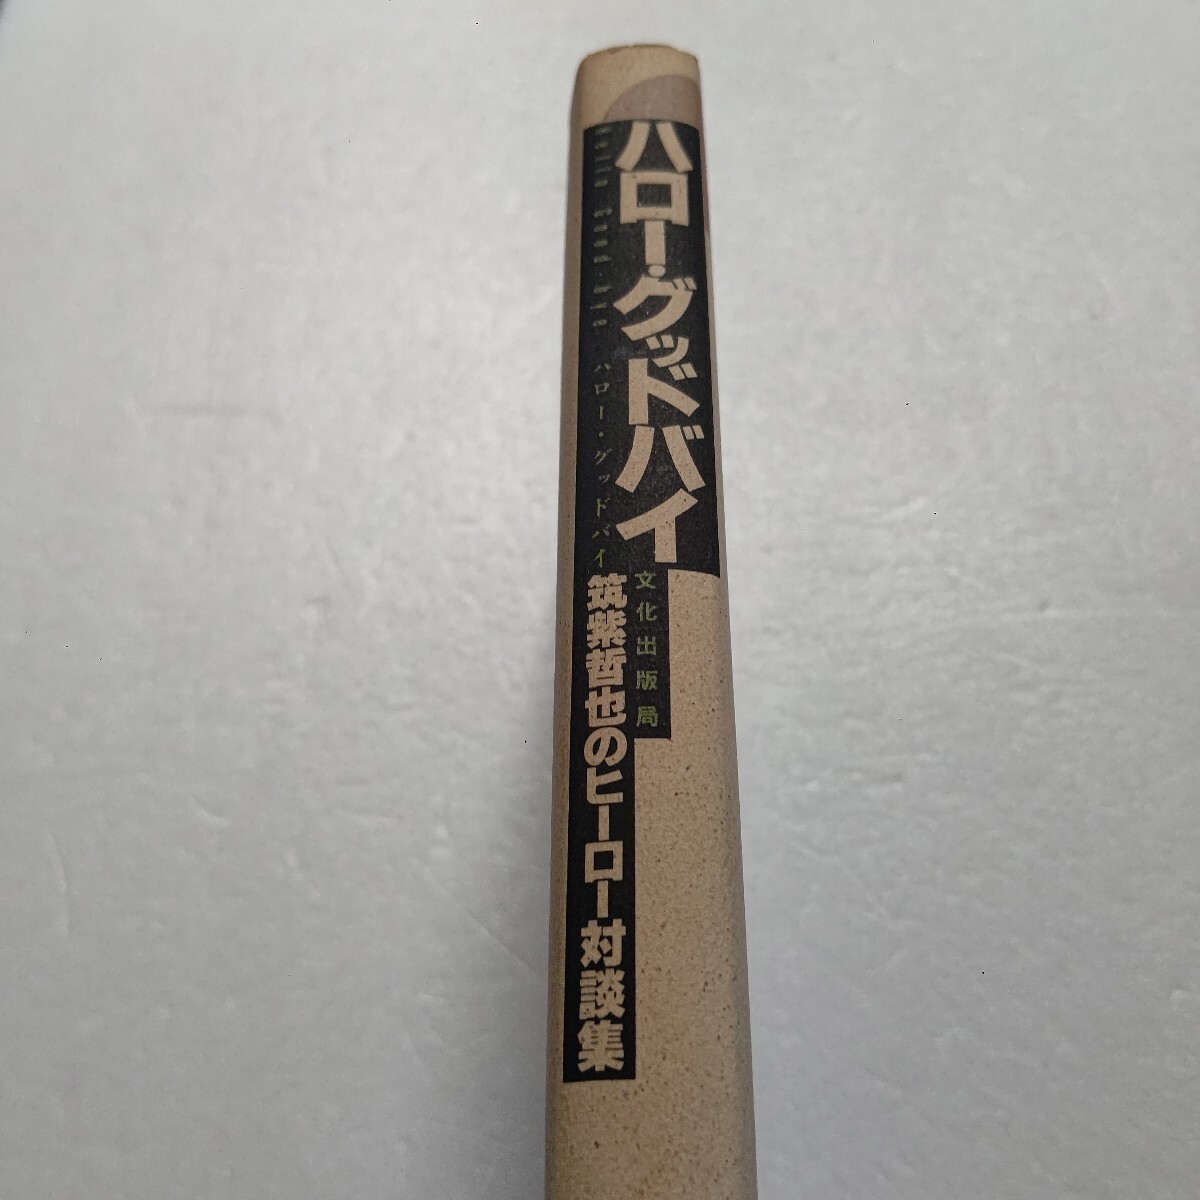 ハロー・グッドバイ
ハロー・グッドバイ
文化出版局
筑紫哲也のヒーロー対談集